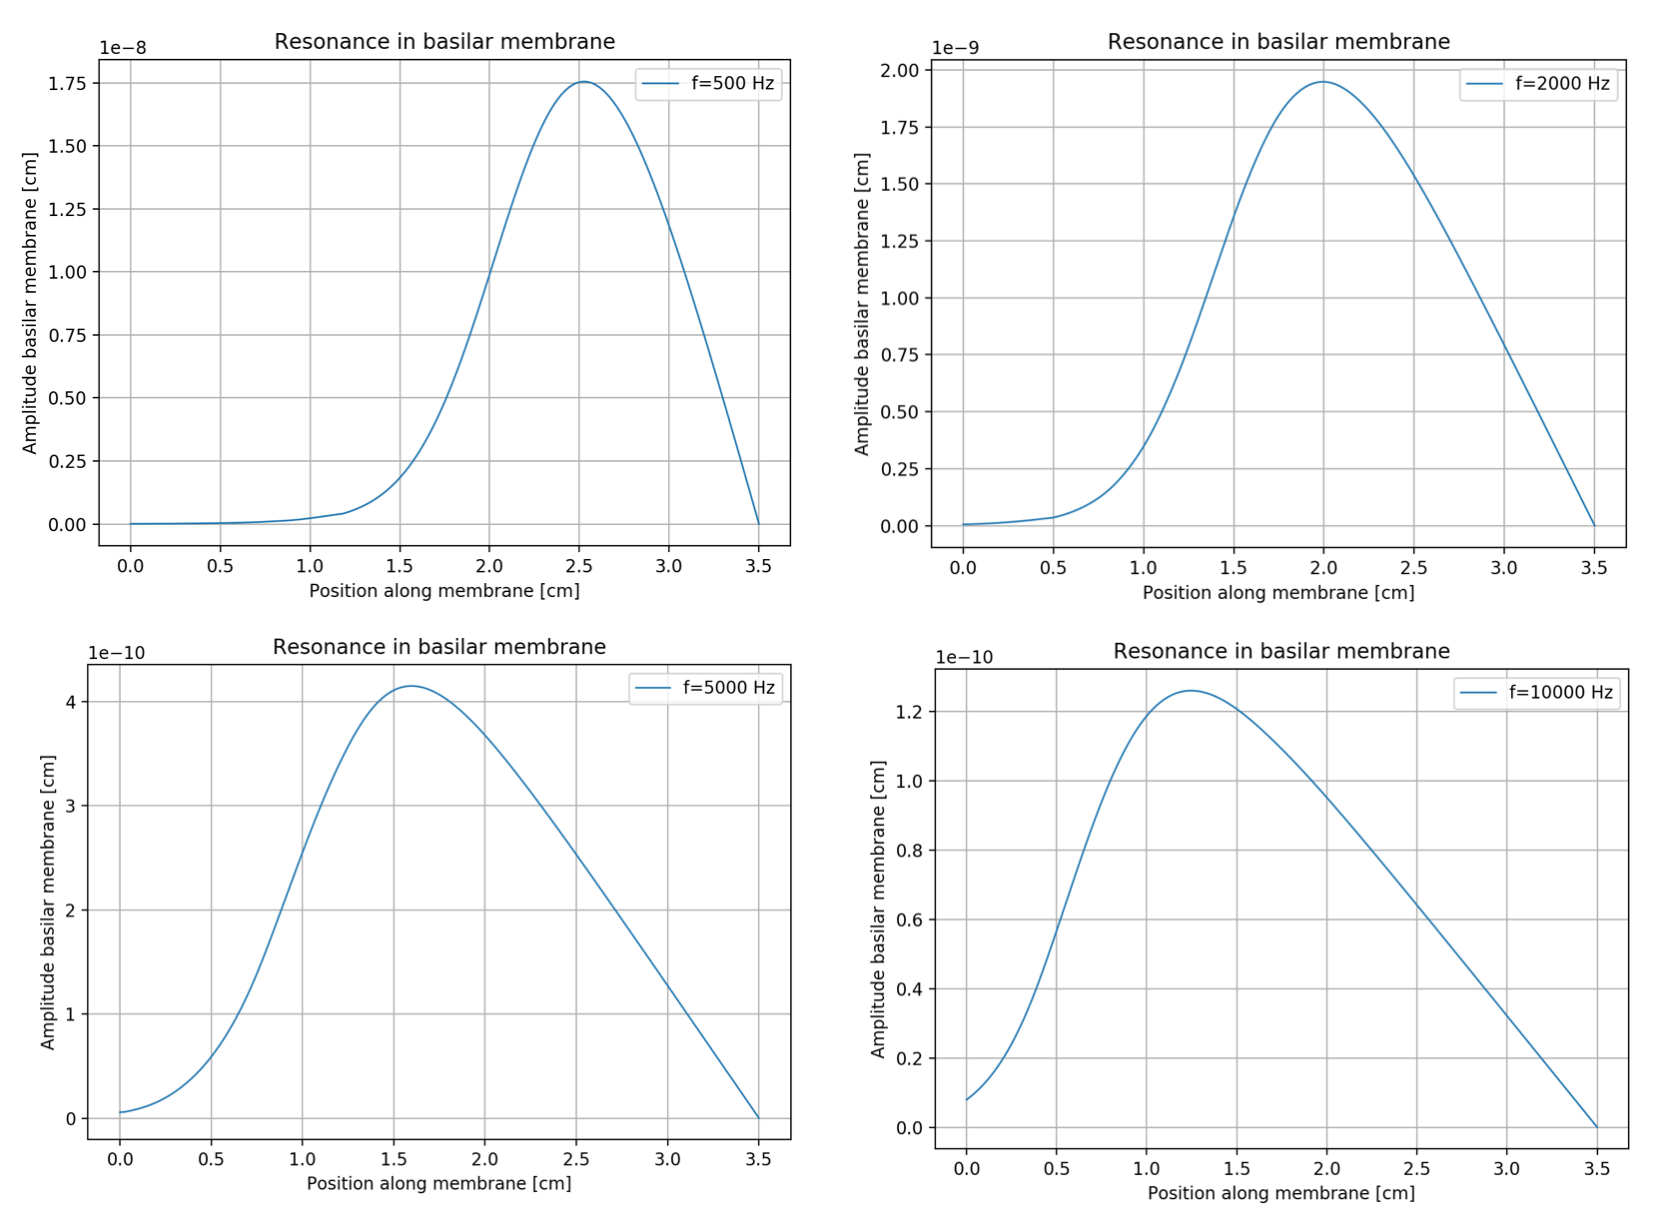 Resonance in basilar membrane
1e−8
f=500 Hz
Amplitude basilar membrane [cm]
1.75
1.50
1.25
1.00
0.75
0.50
0.25
0.00
0.0 0.5 1.0 1.5 2.0 2.5 3.0 3.5
Position along membrane [cm]
Resonance in basilar membrane
1e−9
f=2000 Hz
Amplitude basilar membrane [cm]
2.00
1.75
1.50
1.25
1.00
0.75
0.50
0.25
0.00
0.0 0.5 1.0 1.5 2.0 2.5 3.0 3.5
Position along membrane [cm]
Resonance in basilar membrane
1e−10
f=5000 Hz
Amplitude basilar membrane [cm]
4
3
2
1
0
0.0 0.5 1.0 1.5 2.0 2.5 3.0 3.5
Position along membrane [cm]
Resonance in basilar membrane
1e−10
f=10000 Hz
Amplitude basilar membrane [cm]
1.2
1.0
0.8
0.6
0.4
0.2
0.0
0.0 0.5 1.0 1.5 2.0 2.5 3.0 3.5
Position along membrane [cm]